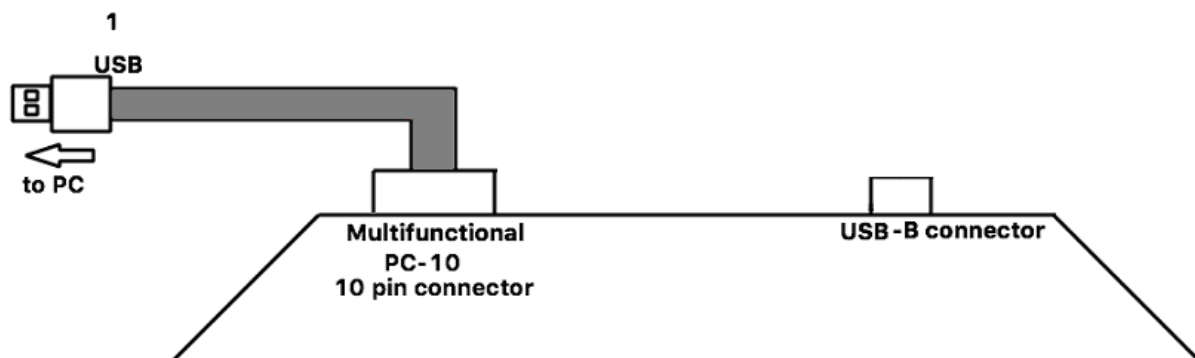 1
USB
to PC
Multifunctional
PC-10
10 pin connector
USB-B connector